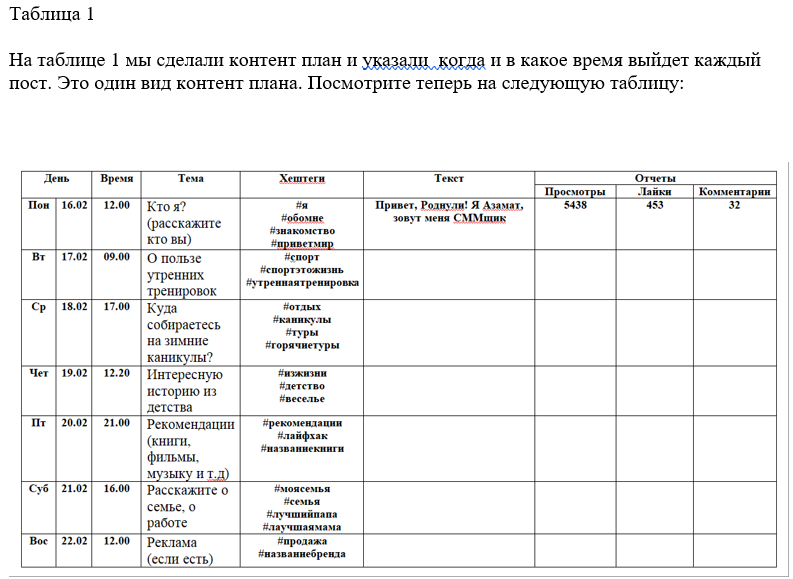 Таблица 1
На таблице 1 мы сделали контент план и указали когда и в какое время выйдет каждый
пост. Это один вид контент плана. Посмотрите теперь на следующую таблицу:
День Время Тема Хештеги Текст Отчеты
Просмотры Лайки Комментарии
Пон 16.02 12.00 Кто я? #я Привет, Роднули! Я Азамат, 5438 453 32
(расскажите #обомне зовут меня СММщик
кто вы) #знакомство
#приветмир
Вт 17.02 09.00 О пользе #спорт
утренних #спортэтожизнь
тренировок #утренняятренировка
Ср 18.02 17.00 Куда #отдых
собираетесь #каникулы
на зимние #туры
каникулы? #горячиетуры
Чет 19.02 12.20 Интересную #изжизни
историю из #детство
детства #веселье
Пт 20.02 21.00 Рекомендации #рекомендации
(книги, #лайфхак
фильмы, #названиекниги
музыку и т.д)
Суб 21.02 16.00 Расскажите о #моясемья
семье, о #семья
работе #лучшийпапа
#лаучшаямама
Вос 22.02 12.00 Реклама #продажа
(если есть) #названиебренда